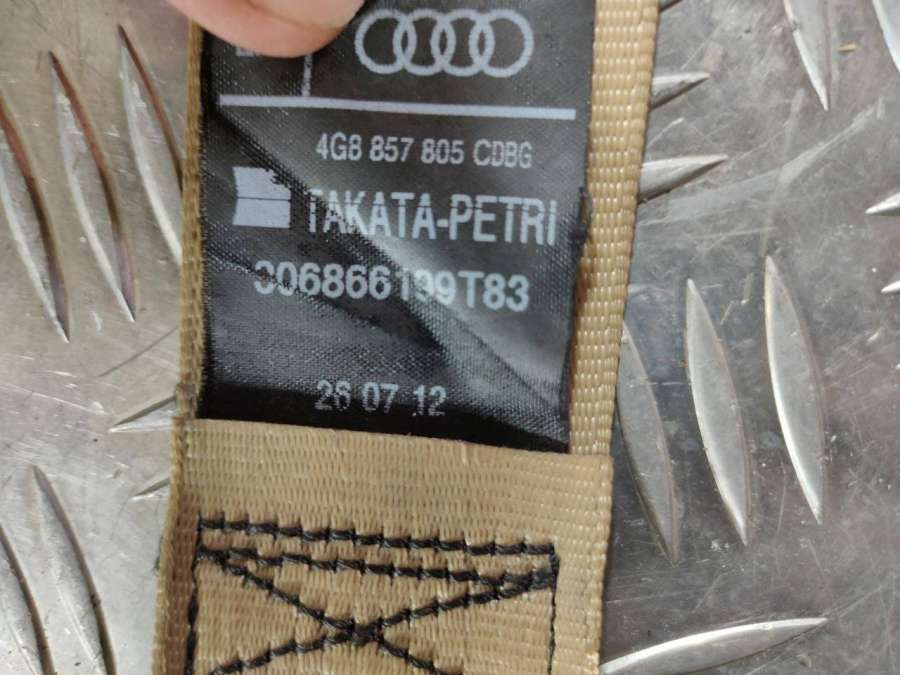 4G8 857 805 CDBG
TAKATA-PETRI
306866199T83
26 07 12